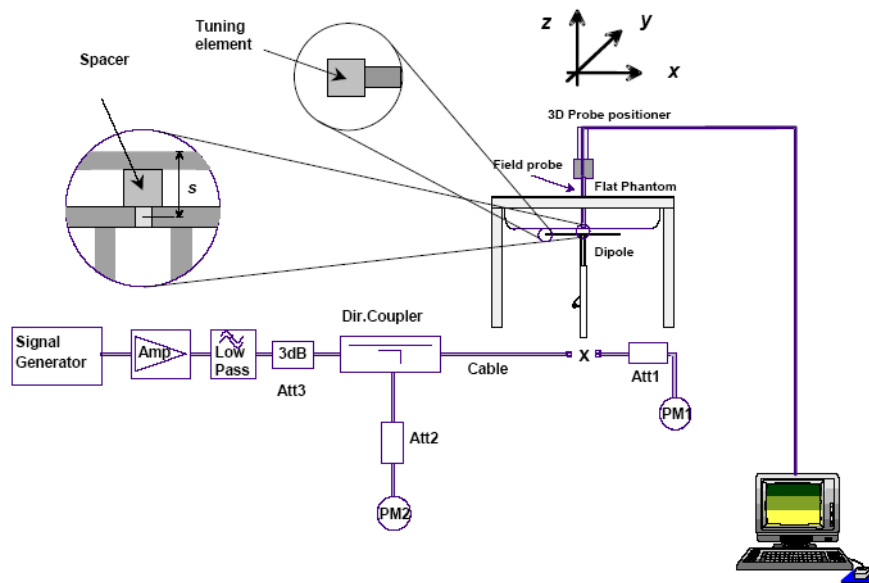 Tuning
element
z
y
x
Spacer
3D Probe positioner
s
Field probe
Flat Phantom
Dipole
Dir.Coupler
Signal
Generator
Amp
Low
Pass
3dB
Att3
Cable
X
Att1
PM1
Att2
PM2